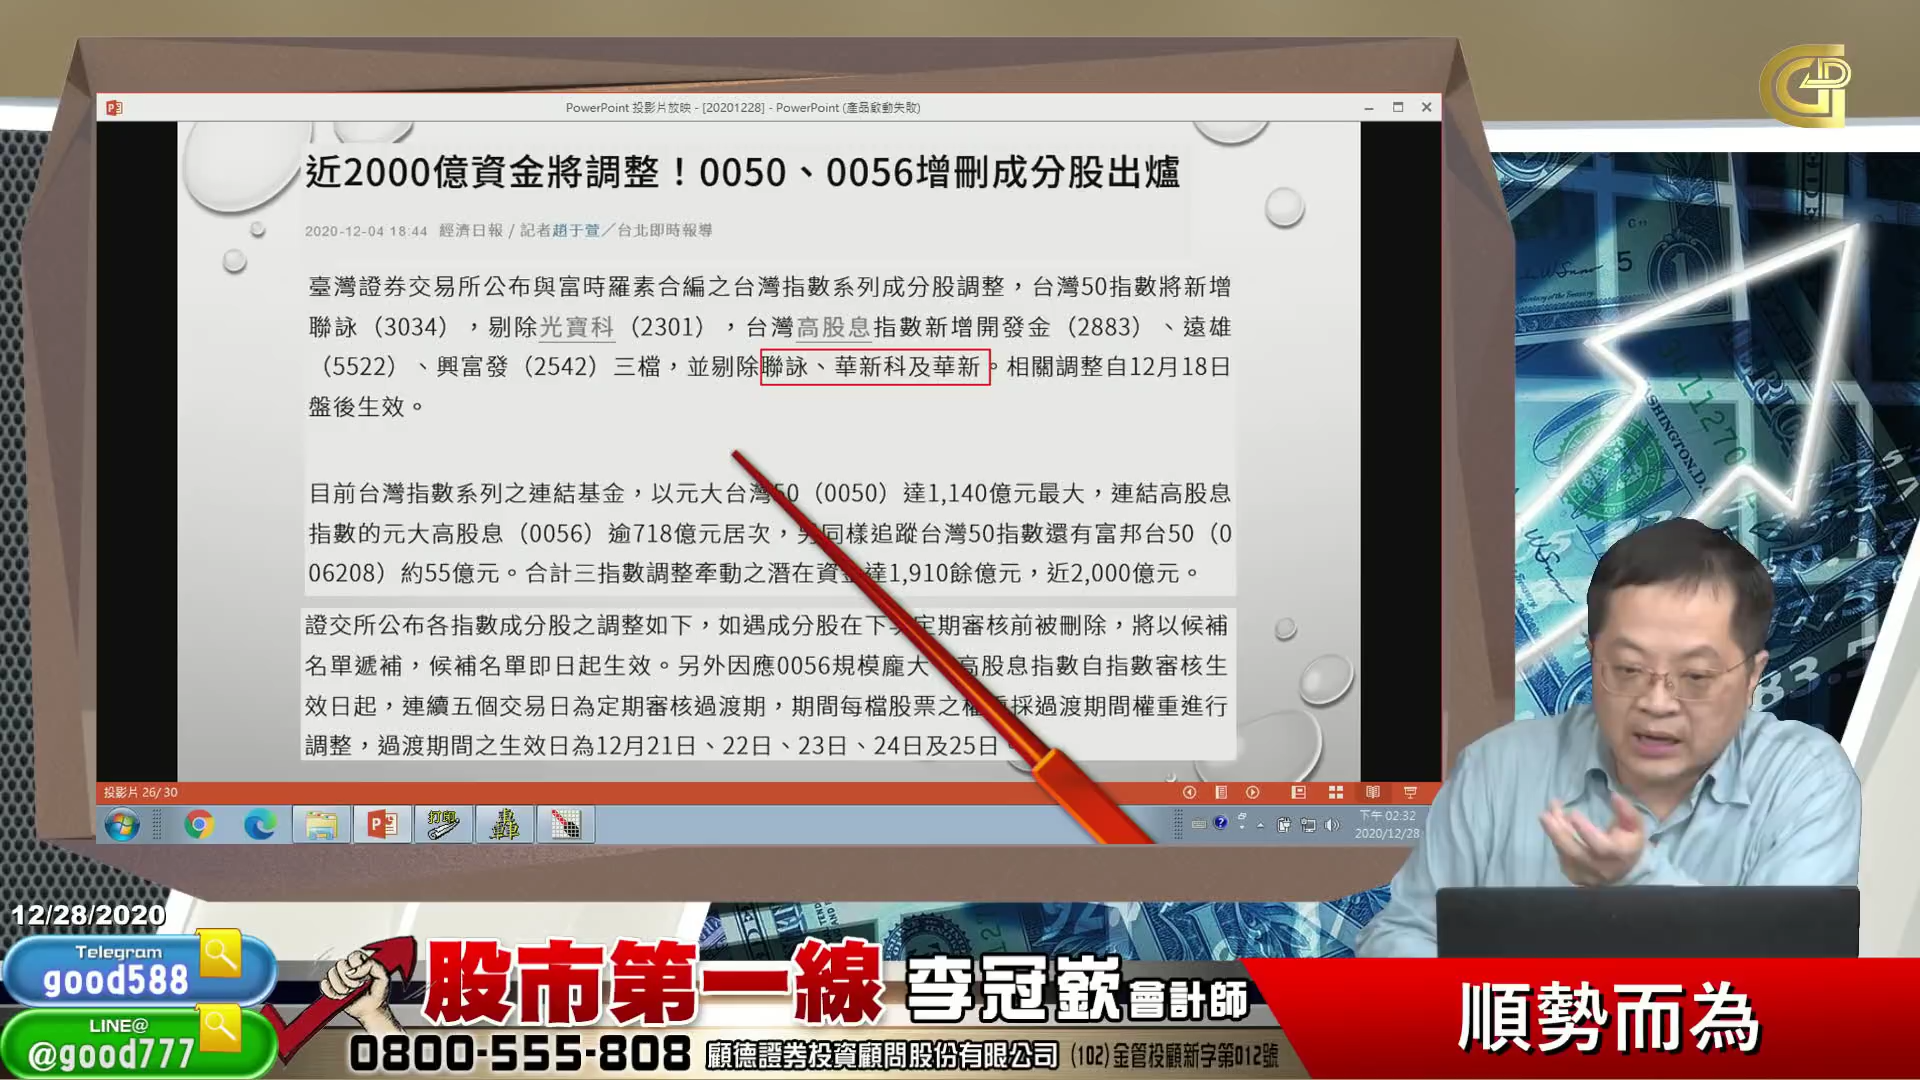 PowerPoint 投影片放映 - [20201228] - PowerPoint (產品啟動失敗)
近2000億資金將調整！0050、0056增刪成分股出爐
2020-12-04 18:44 經濟日報 / 記者趙于萱／台北即時報導
臺灣證券交易所公布與富時羅素合編之台灣指數系列成分股調整，台灣50指數將新增
聯詠（3034），剔除光寶科（2301），台灣高股息指數新增開發金（2883）、遠雄
（5522）、興富發（2542）三檔，並剔除聯詠、華新科及華新。相關調整自12月18日
盤後生效。
目前台灣指數系列之連結基金，以元大台灣50（0050）達1,140億元最大，連結高股息
指數的元大高股息（0056）逾718億元居次，另同樣追蹤台灣50指數還有富邦台50（0
06208）約55億元。合計三指數調整牽動之潛在資金達1,910餘億元，近2,000億元。
證交所公布各指數成分股之調整如下，如遇成分股在下次定期審核前被刪除，將以候補
名單遞補，候補名單即日起生效。另外因應0056規模龐大，高股息指數自指數審核生
效日起，連續五個交易日為定期審核過渡期，期間每檔股票之權重採過渡期間權重進行
調整，過渡期間之生效日為12月21日、22日、23日、24日及25日。
投影片 26/30
打印
下午 02:32
2020/12/28
12/28/2020
Telegram
good588
LINE@
@good777
股市第一線 李冠嶔會計師
0800-555-808 顧德證券投資顧問股份有限公司 (102)金管投顧新字第012號
順勢而為